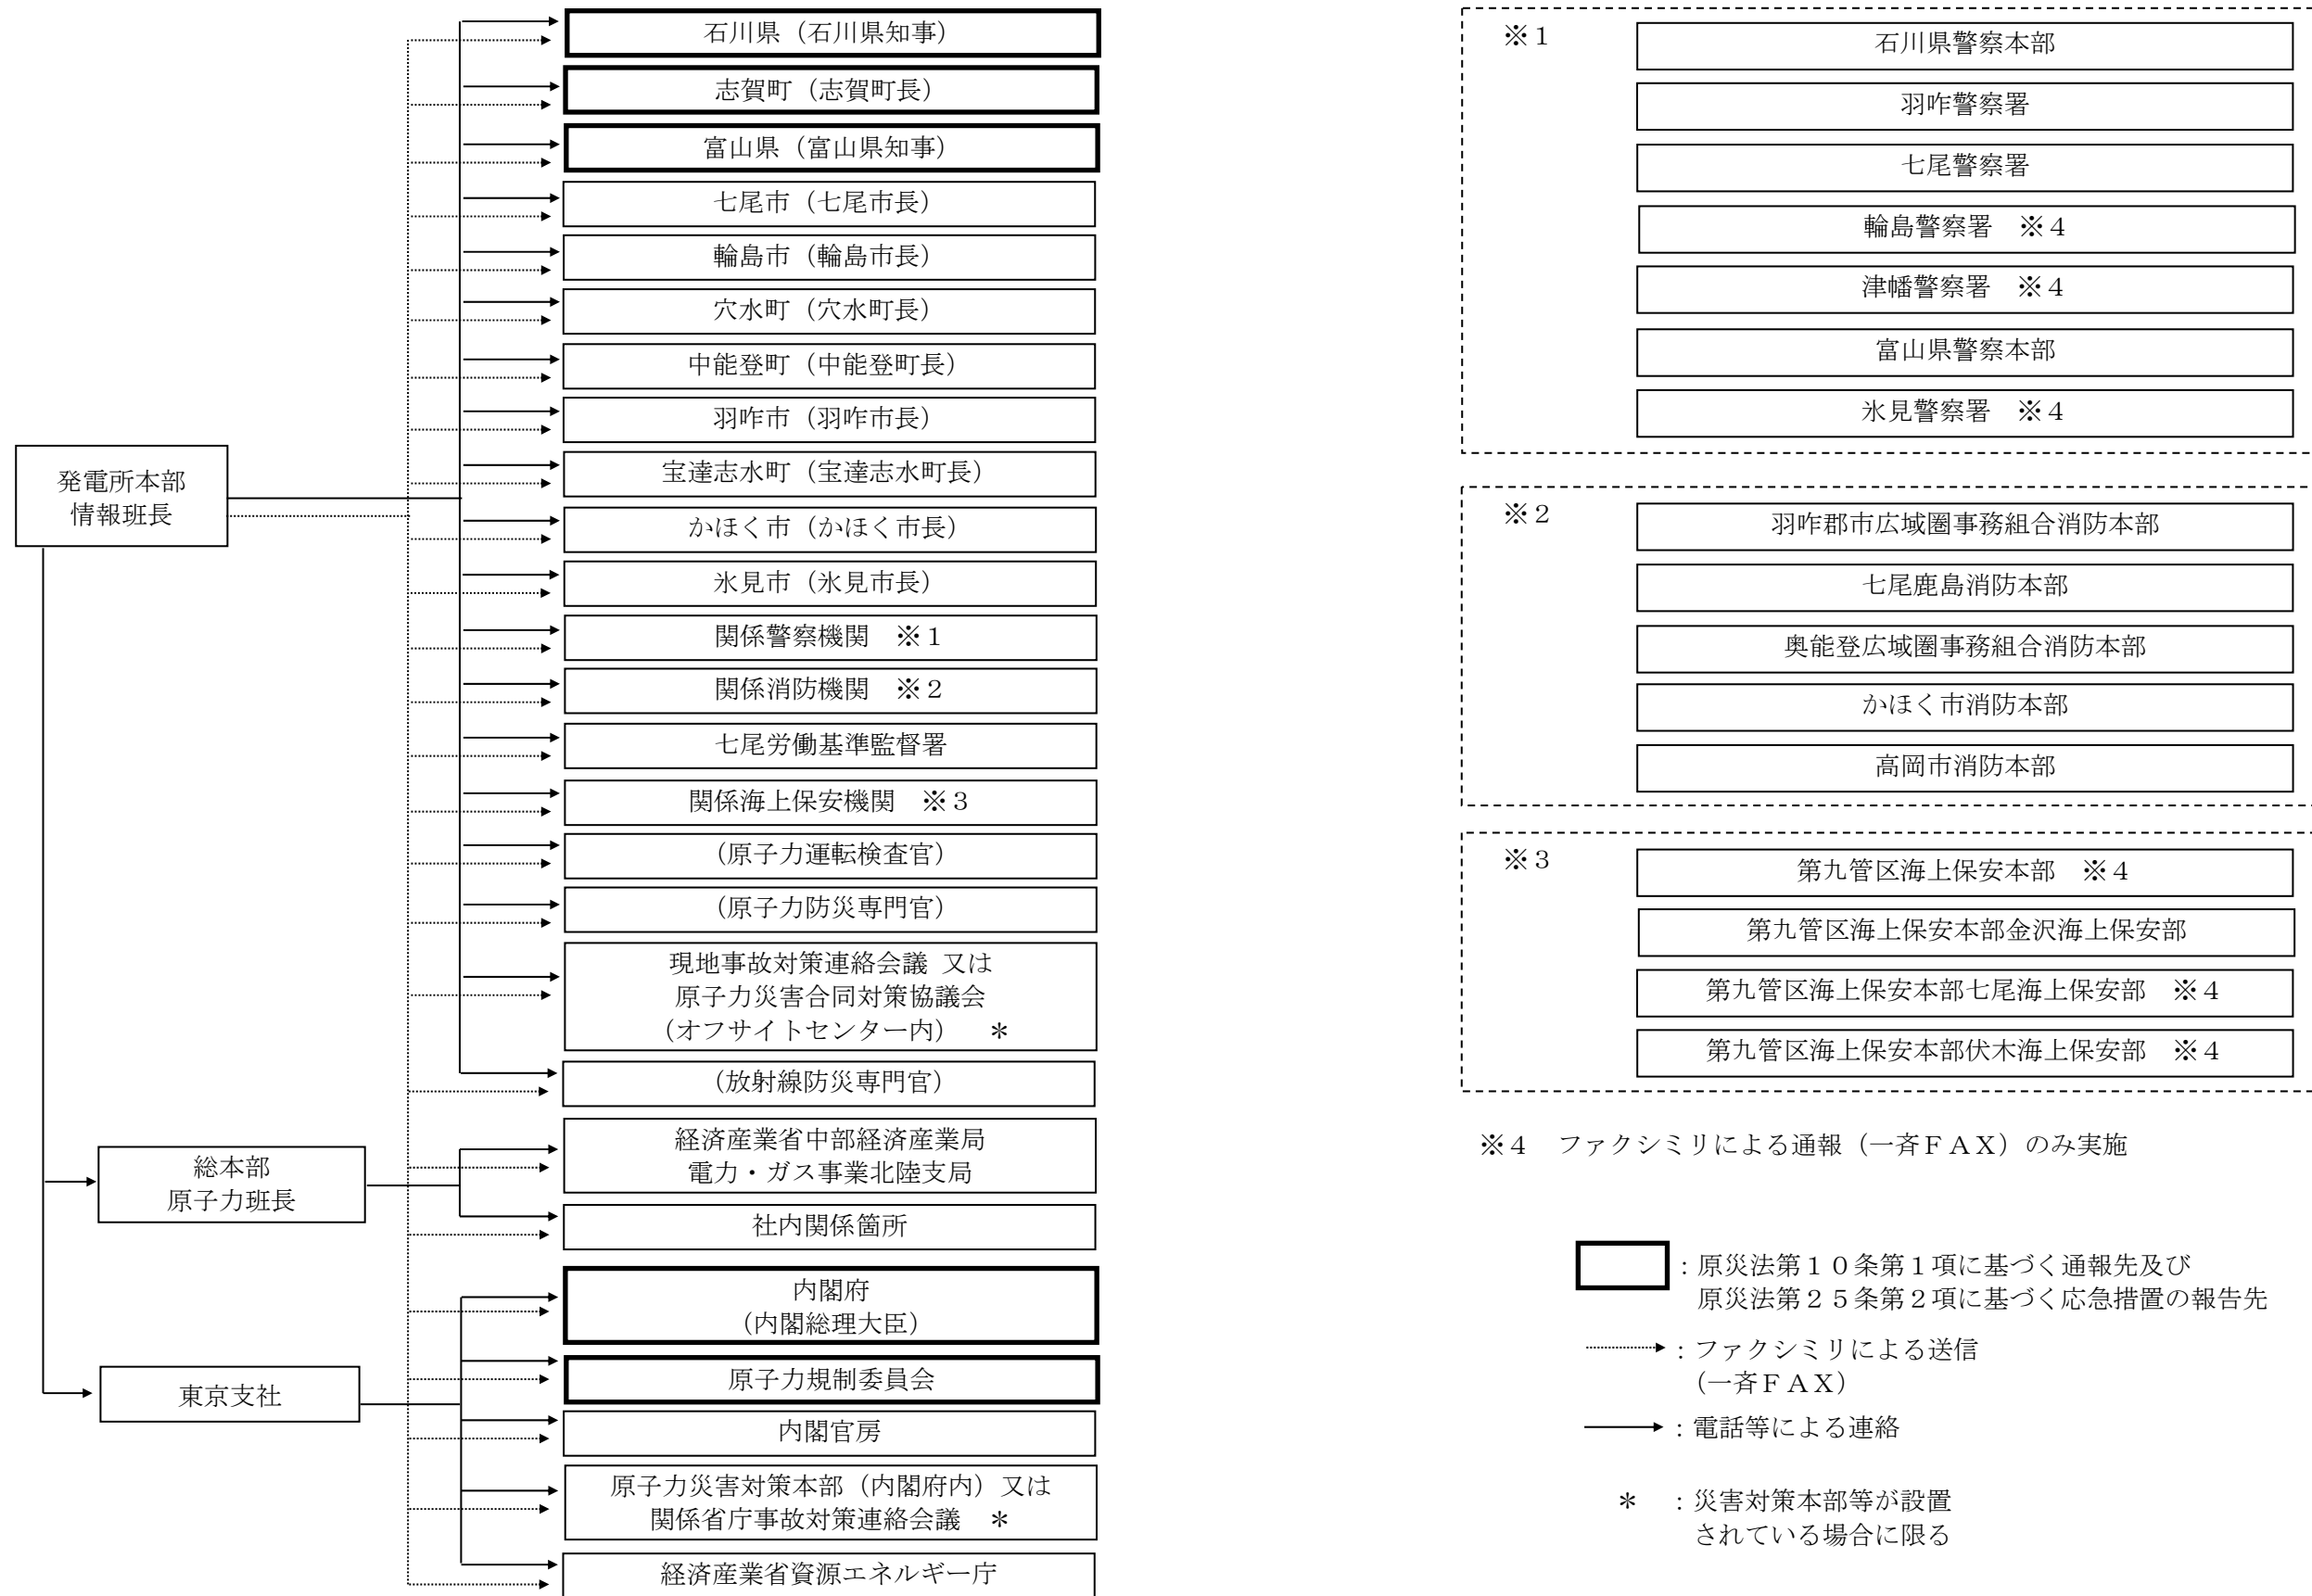 発電所本部
情報班長
総本部
原子力班長
東京支社
石川県（石川県知事）
志賀町（志賀町長）
富山県（富山県知事）
七尾市（七尾市長）
輪島市（輪島市長）
穴水町（穴水町長）
中能登町（中能登町長）
羽咋市（羽咋市長）
宝達志水町（宝達志水町長）
かほく市（かほく市長）
氷見市（氷見市長）
関係警察機関　※１
関係消防機関　※２
七尾労働基準監督署
関係海上保安機関　※３
（原子力運転検査官）
（原子力防災専門官）
現地事故対策連絡会議 又は
原子力災害合同対策協議会
（オフサイトセンター内）　＊
（放射線防災専門官）
経済産業省中部経済産業局
電力・ガス事業北陸支局
社内関係箇所
内閣府
（内閣総理大臣）
原子力規制委員会
内閣官房
原子力災害対策本部（内閣府内）又は
関係省庁事故対策連絡会議　＊
経済産業省資源エネルギー庁
※１
石川県警察本部
羽咋警察署
七尾警察署
輪島警察署　※４
津幡警察署　※４
富山県警察本部
氷見警察署　※４
※２
羽咋郡市広域圏事務組合消防本部
七尾鹿島消防本部
奥能登広域圏事務組合消防本部
かほく市消防本部
高岡市消防本部
※３
第九管区海上保安本部　※４
第九管区海上保安本部金沢海上保安部
第九管区海上保安本部七尾海上保安部　※４
第九管区海上保安本部伏木海上保安部　※４
※４　ファクシミリによる通報（一斉ＦＡＸ）のみ実施
：原災法第１０条第１項に基づく通報先及び
原災法第２５条第２項に基づく応急措置の報告先
：ファクシミリによる送信
（一斉ＦＡＸ）
：電話等による連絡
＊　：災害対策本部等が設置
されている場合に限る